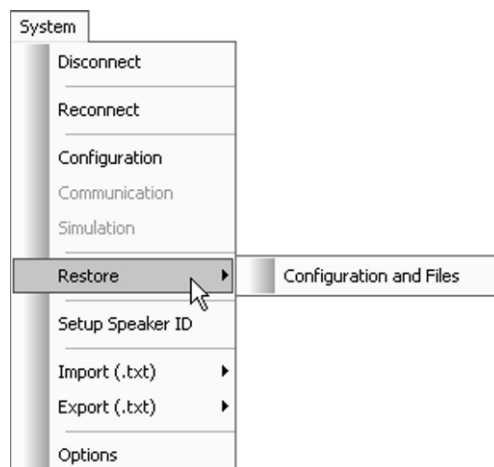 System
Disconnect
Reconnect
Configuration
Communication
Simulation
Restore
Configuration and Files
Setup Speaker ID
Import (.txt)
Export (.txt)
Options